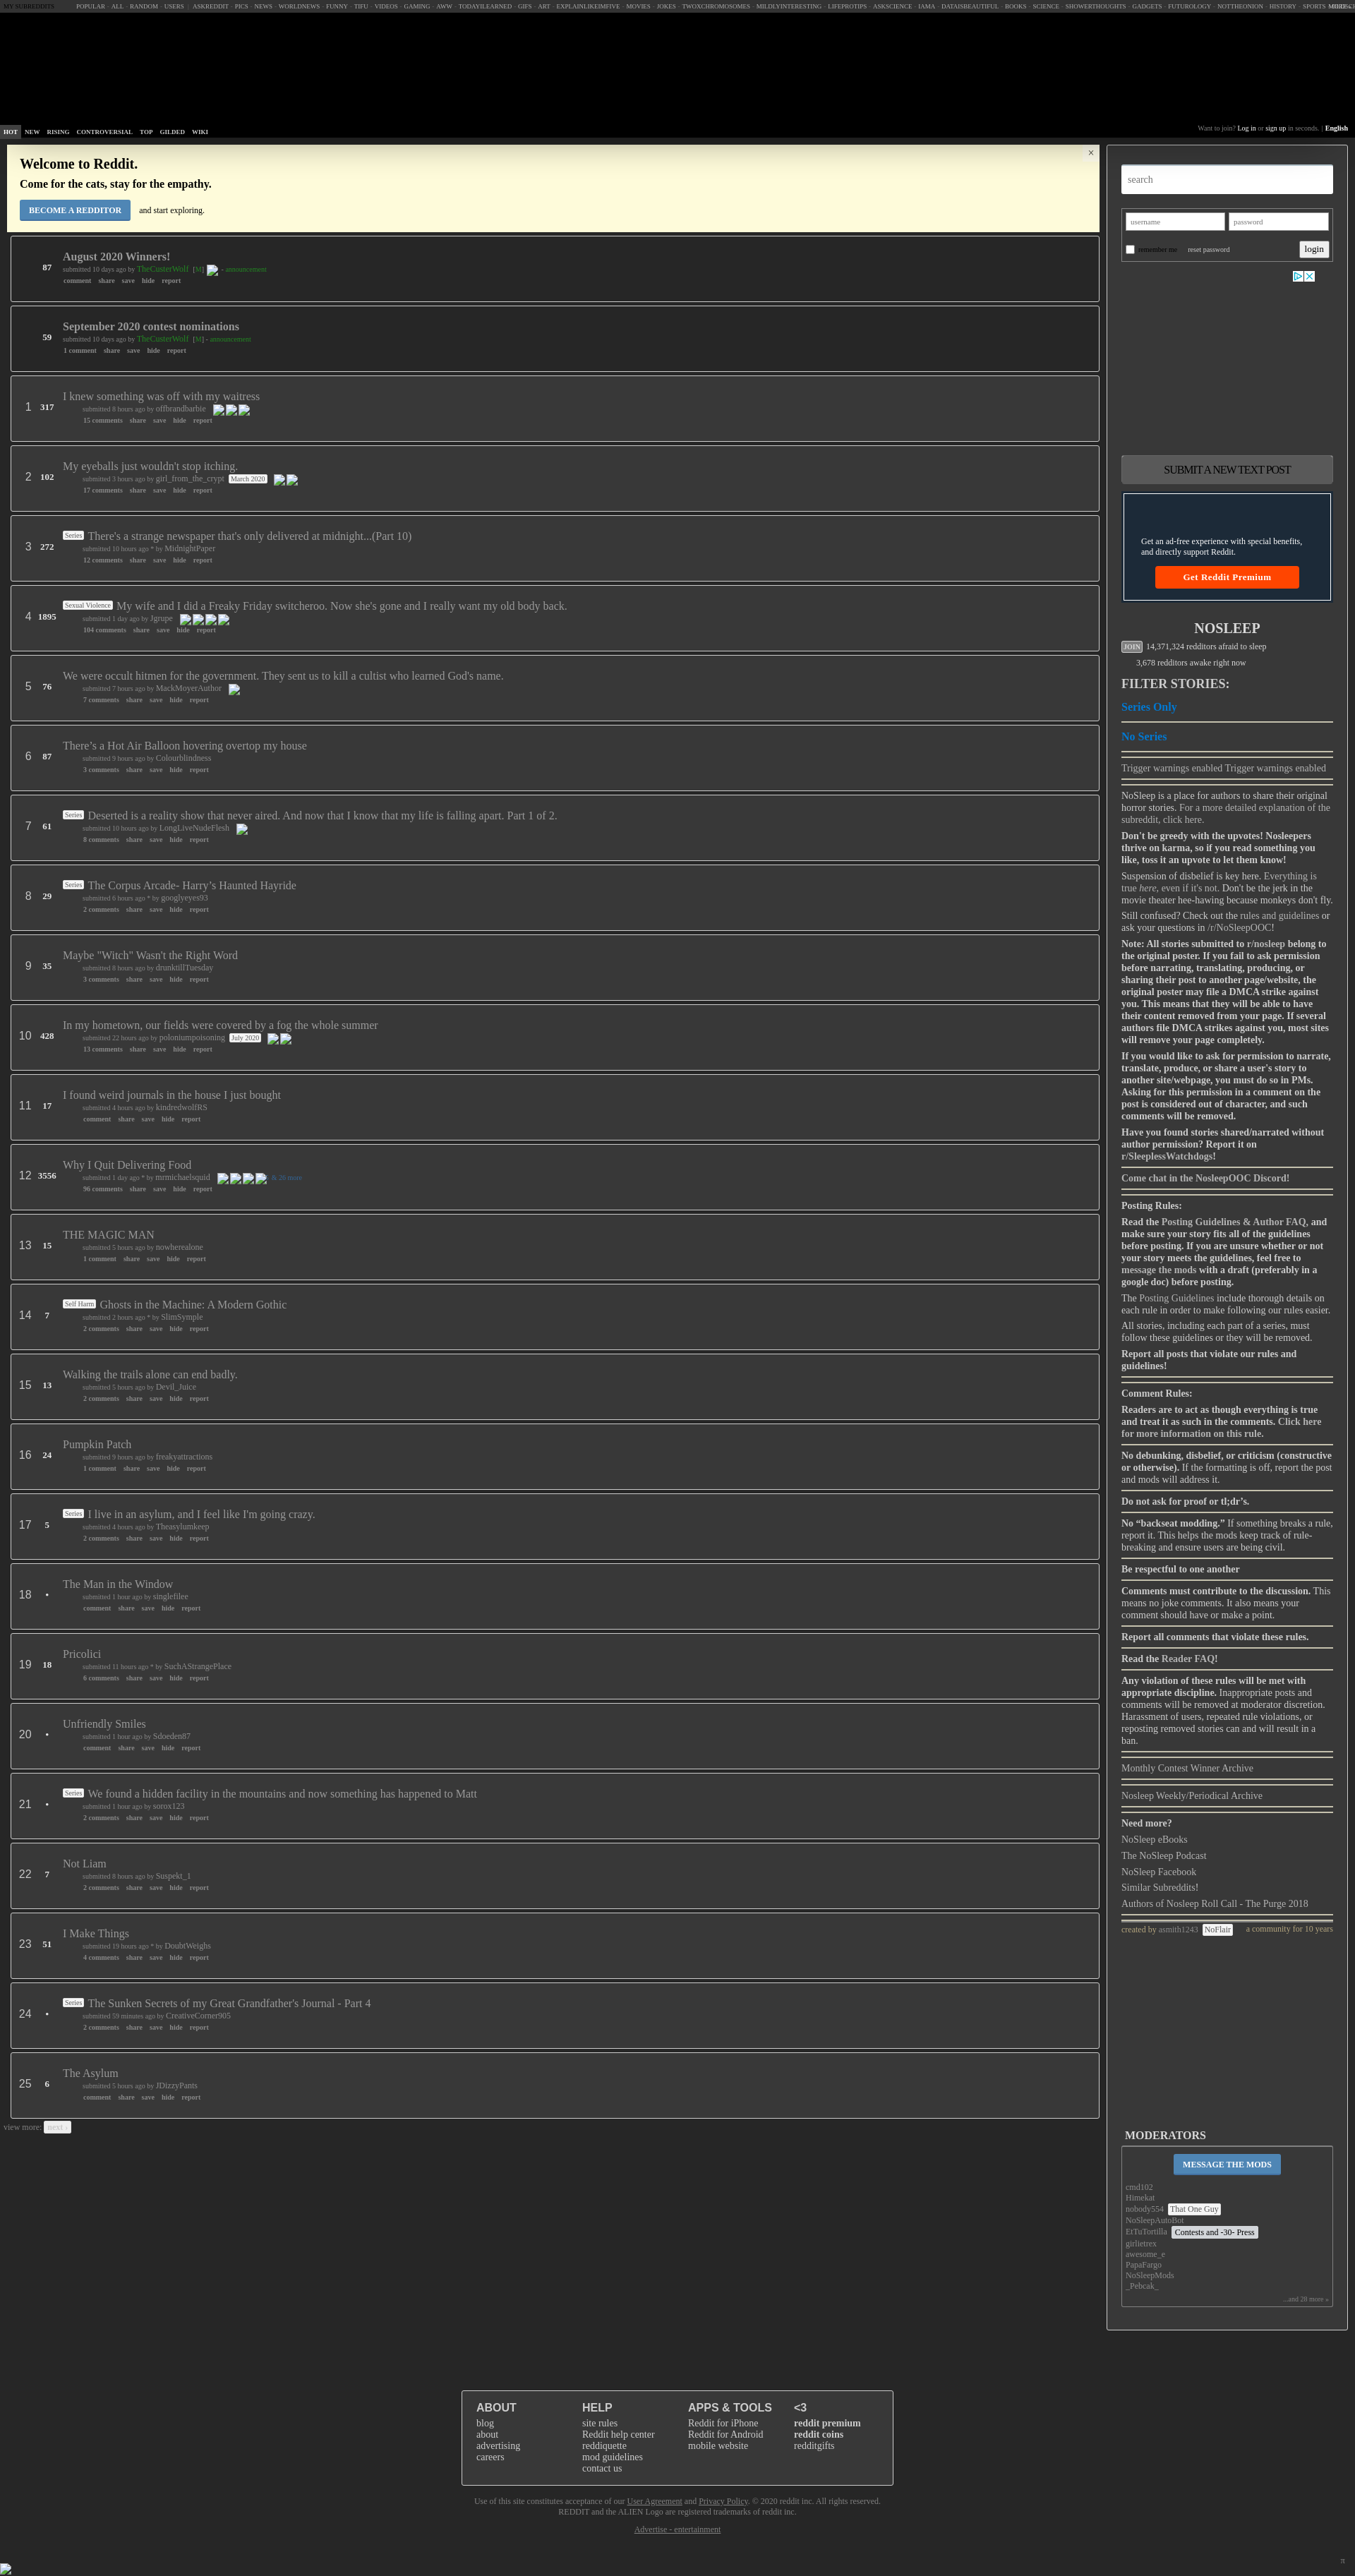 MY SUBREDDITS POPULAR - ALL - RANDOM - USERS | ASKREDDIT - PICS - NEWS - WORLDNEWS - FUNNY - TIFU - VIDEOS - GAMING - AWW - TODAYILEARNED - GIFS - ART - EXPLAINLIKEIMFIVE - MOVIES - JOKES - TWOXCHROMOSOMES - MILDLYINTERESTING - LIFEPROTIPS - ASKSCIENCE - IAMA - DATAISBEAUTIFUL - BOOKS - SCIENCE - SHOWERTHOUGHTS - GADGETS - FUTUROLOGY - NOTTHEONION - HISTORY - SPORTS
HOT NEW RISING CONTROVERSIAL TOP GILDED WIKI
Want to join? Log in or sign up in seconds. | English
Welcome to Reddit.
Come for the cats, stay for the empathy.
BECOME A REDDITOR and start exploring.
×
87
August 2020 Winners!
submitted 10 days ago by TheCusterWolf [M] - announcement
comment share save hide report
59
September 2020 contest nominations
submitted 10 days ago by TheCusterWolf [M] - announcement
1 comment share save hide report
1 317
I knew something was off with my waitress
submitted 8 hours ago by offbrandbarbie
15 comments share save hide report
2 102
My eyeballs just wouldn't stop itching.
submitted 3 hours ago by girl_from_the_crypt March 2020
17 comments share save hide report
3 272
Series There's a strange newspaper that's only delivered at midnight...(Part 10)
submitted 10 hours ago * by MidnightPaper
12 comments share save hide report
4 1895
Sexual Violence My wife and I did a Freaky Friday switcheroo. Now she's gone and I really want my old body back.
submitted 1 day ago by Jgrupe
104 comments share save hide report
5 76
We were occult hitmen for the government. They sent us to kill a cultist who learned God's name.
submitted 7 hours ago by MackMoyerAuthor
7 comments share save hide report
6 87
There’s a Hot Air Balloon hovering overtop my house
submitted 9 hours ago by Colourblindness
3 comments share save hide report
7 61
Series Deserted is a reality show that never aired. And now that I know that my life is falling apart. Part 1 of 2.
submitted 10 hours ago by LongLiveNudeFlesh
8 comments share save hide report
8 29
Series The Corpus Arcade- Harry’s Haunted Hayride
submitted 6 hours ago * by googlyeyes93
2 comments share save hide report
9 35
Maybe "Witch" Wasn't the Right Word
submitted 8 hours ago by drunktillTuesday
3 comments share save hide report
10 428
In my hometown, our fields were covered by a fog the whole summer
submitted 22 hours ago by poloniumpoisoning July 2020
13 comments share save hide report
11 17
I found weird journals in the house I just bought
submitted 4 hours ago by kindredwolfRS
comment share save hide report
12 3556
Why I Quit Delivering Food
submitted 1 day ago * by mrmichaelsquid & 26 more
96 comments share save hide report
13 15
THE MAGIC MAN
submitted 5 hours ago by nowherealone
1 comment share save hide report
14 7
Self Harm Ghosts in the Machine: A Modern Gothic
submitted 2 hours ago * by SlimSymple
2 comments share save hide report
15 13
Walking the trails alone can end badly.
submitted 5 hours ago by Devil_Juice
2 comments share save hide report
16 24
Pumpkin Patch
submitted 9 hours ago by freakyattractions
1 comment share save hide report
17 5
Series I live in an asylum, and I feel like I'm going crazy.
submitted 4 hours ago by Theasylumkeep
2 comments share save hide report
18 •
The Man in the Window
submitted 1 hour ago by singlefilee
comment share save hide report
19 18
Pricolici
submitted 11 hours ago * by SuchAStrangePlace
6 comments share save hide report
20 •
Unfriendly Smiles
submitted 1 hour ago by Sdoeden87
comment share save hide report
21 •
Series We found a hidden facility in the mountains and now something has happened to Matt
submitted 1 hour ago by sorox123
2 comments share save hide report
22 7
Not Liam
submitted 8 hours ago by Suspekt_1
2 comments share save hide report
23 51
I Make Things
submitted 19 hours ago * by DoubtWeighs
4 comments share save hide report
24 •
Series The Sunken Secrets of my Great Grandfather's Journal - Part 4
submitted 59 minutes ago by CreativeCorner905
2 comments share save hide report
25 6
The Asylum
submitted 5 hours ago by JDizzyPants
comment share save hide report
view more: next ›
search
username password
remember me reset password login
SUBMIT A NEW TEXT POST
Get an ad-free experience with special benefits,
and directly support Reddit.
Get Reddit Premium
NOSLEEP
JOIN 14,371,324 redditors afraid to sleep
3,678 redditors awake right now
FILTER STORIES:
Series Only
No Series
Trigger warnings enabled Trigger warnings enabled
NoSleep is a place for authors to share their original
horror stories. For a more detailed explanation of the
subreddit, click here.
Don't be greedy with the upvotes! Nosleepers
thrive on karma, so if you read something you
like, toss it an upvote to let them know!
Suspension of disbelief is key here. Everything is
true here, even if it's not. Don't be the jerk in the
movie theater hee-hawing because monkeys don't fly.
Still confused? Check out the rules and guidelines or
ask your questions in /r/NoSleepOOC!
Note: All stories submitted to r/nosleep belong to
the original poster. If you fail to ask permission
before narrating, translating, producing, or
sharing their post to another page/website, the
original poster may file a DMCA strike against
you. This means that they will be able to have
their content removed from your page. If several
authors file DMCA strikes against you, most sites
will remove your page completely.
If you would like to ask for permission to narrate,
translate, produce, or share a user's story to
another site/webpage, you must do so in PMs.
Asking for this permission in a comment on the
post is considered out of character, and such
comments will be removed.
Have you found stories shared/narrated without
author permission? Report it on
r/SleeplessWatchdogs!
Come chat in the NosleepOOC Discord!
Posting Rules:
Read the Posting Guidelines & Author FAQ, and
make sure your story fits all of the guidelines
before posting. If you are unsure whether or not
your story meets the guidelines, feel free to
message the mods with a draft (preferably in a
google doc) before posting.
The Posting Guidelines include thorough details on
each rule in order to make following our rules easier.
All stories, including each part of a series, must
follow these guidelines or they will be removed.
Report all posts that violate our rules and
guidelines!
Comment Rules:
Readers are to act as though everything is true
and treat it as such in the comments. Click here
for more information on this rule.
No debunking, disbelief, or criticism (constructive
or otherwise). If the formatting is off, report the post
and mods will address it.
Do not ask for proof or tl;dr’s.
No “backseat modding.” If something breaks a rule,
report it. This helps the mods keep track of rule-
breaking and ensure users are being civil.
Be respectful to one another
Comments must contribute to the discussion. This
means no joke comments. It also means your
comment should have or make a point.
Report all comments that violate these rules.
Read the Reader FAQ!
Any violation of these rules will be met with
appropriate discipline. Inappropriate posts and
comments will be removed at moderator discretion.
Harassment of users, repeated rule violations, or
reposting removed stories can and will result in a
ban.
Monthly Contest Winner Archive
Nosleep Weekly/Periodical Archive
Need more?
NoSleep eBooks
The NoSleep Podcast
NoSleep Facebook
Similar Subreddits!
Authors of Nosleep Roll Call - The Purge 2018
created by asmith1243 NoFlair a community for 10 years
MODERATORS
MESSAGE THE MODS
cmd102
Himekat
nobody554 That One Guy
NoSleepAutoBot
EtTuTortilla Contests and -30- Press
girlietrex
awesome_e
PapaFargo
NoSleepMods
_Pebcak_
...and 28 more »
ABOUT
blog
about
advertising
careers
HELP
site rules
Reddit help center
reddiquette
mod guidelines
contact us
APPS & TOOLS
Reddit for iPhone
Reddit for Android
mobile website
<3
reddit premium
reddit coins
redditgifts
Use of this site constitutes acceptance of our User Agreement and Privacy Policy. © 2020 reddit inc. All rights reserved.
REDDIT and the ALIEN Logo are registered trademarks of reddit inc.
Advertise - entertainment
π